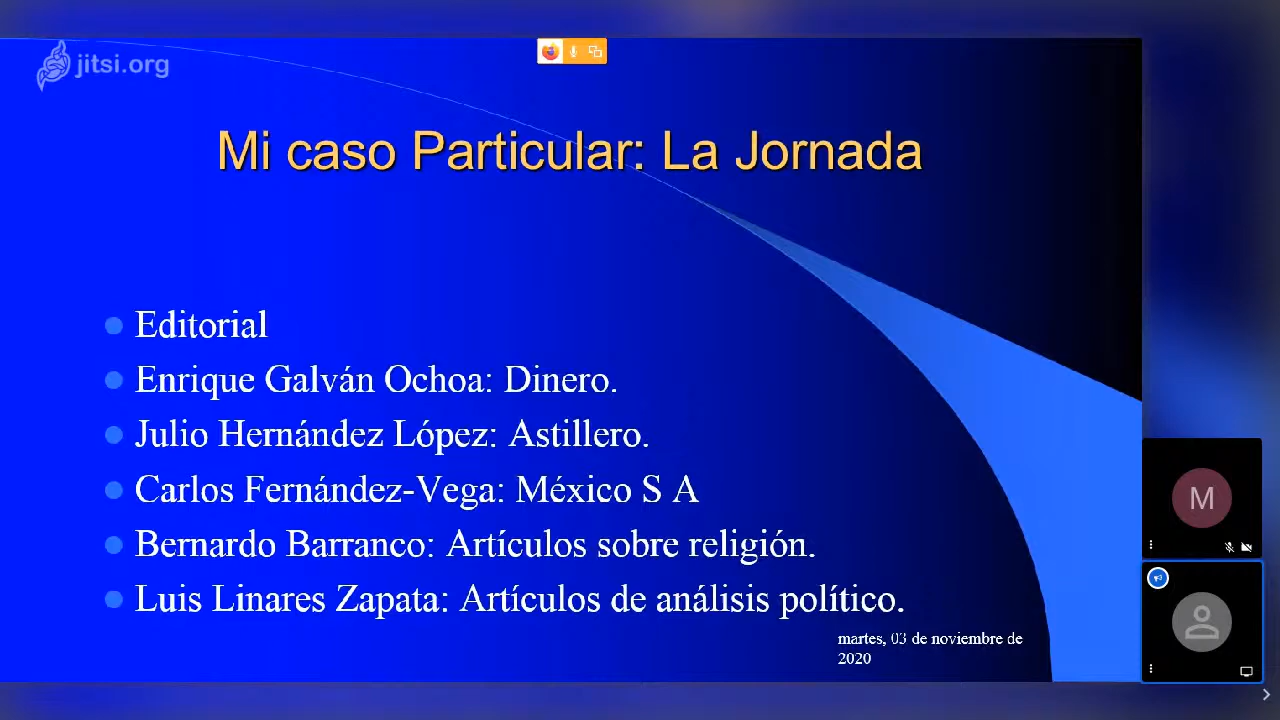 jitsi.org
Mi caso Particular: La Jornada
Editorial
Enrique Galván Ochoa: Dinero.
Julio Hernández López: Astillero.
Carlos Fernández-Vega: México S A
Bernardo Barranco: Artículos sobre religión.
Luis Linares Zapata: Artículos de análisis político.
martes, 03 de noviembre de
2020
M